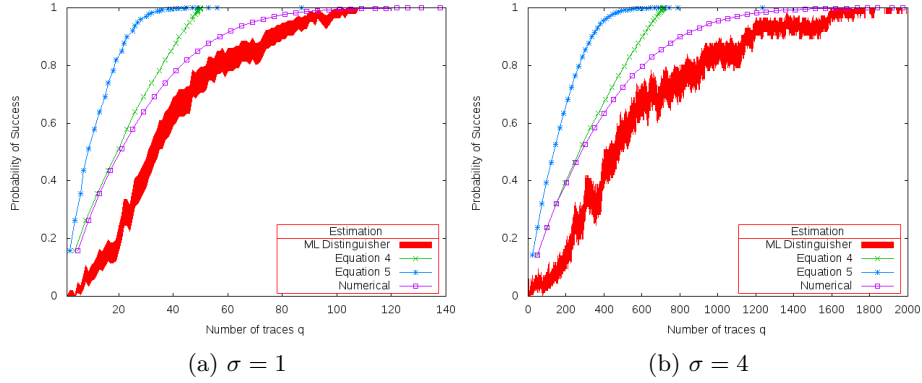 1
0.8
0.6
0.4
0.2
0
Probability of Success
20 40 60 80 100 120 140
Number of traces q
Estimation
ML Distinguisher
Equation 4
Equation 5
Numerical
(a) σ = 1
1
0.8
0.6
0.4
0.2
0
Probability of Success
0 200 400 600 800 1000 1200 1400 1600 1800 2000
Number of traces q
Estimation
ML Distinguisher
Equation 4
Equation 5
Numerical
(b) σ = 4